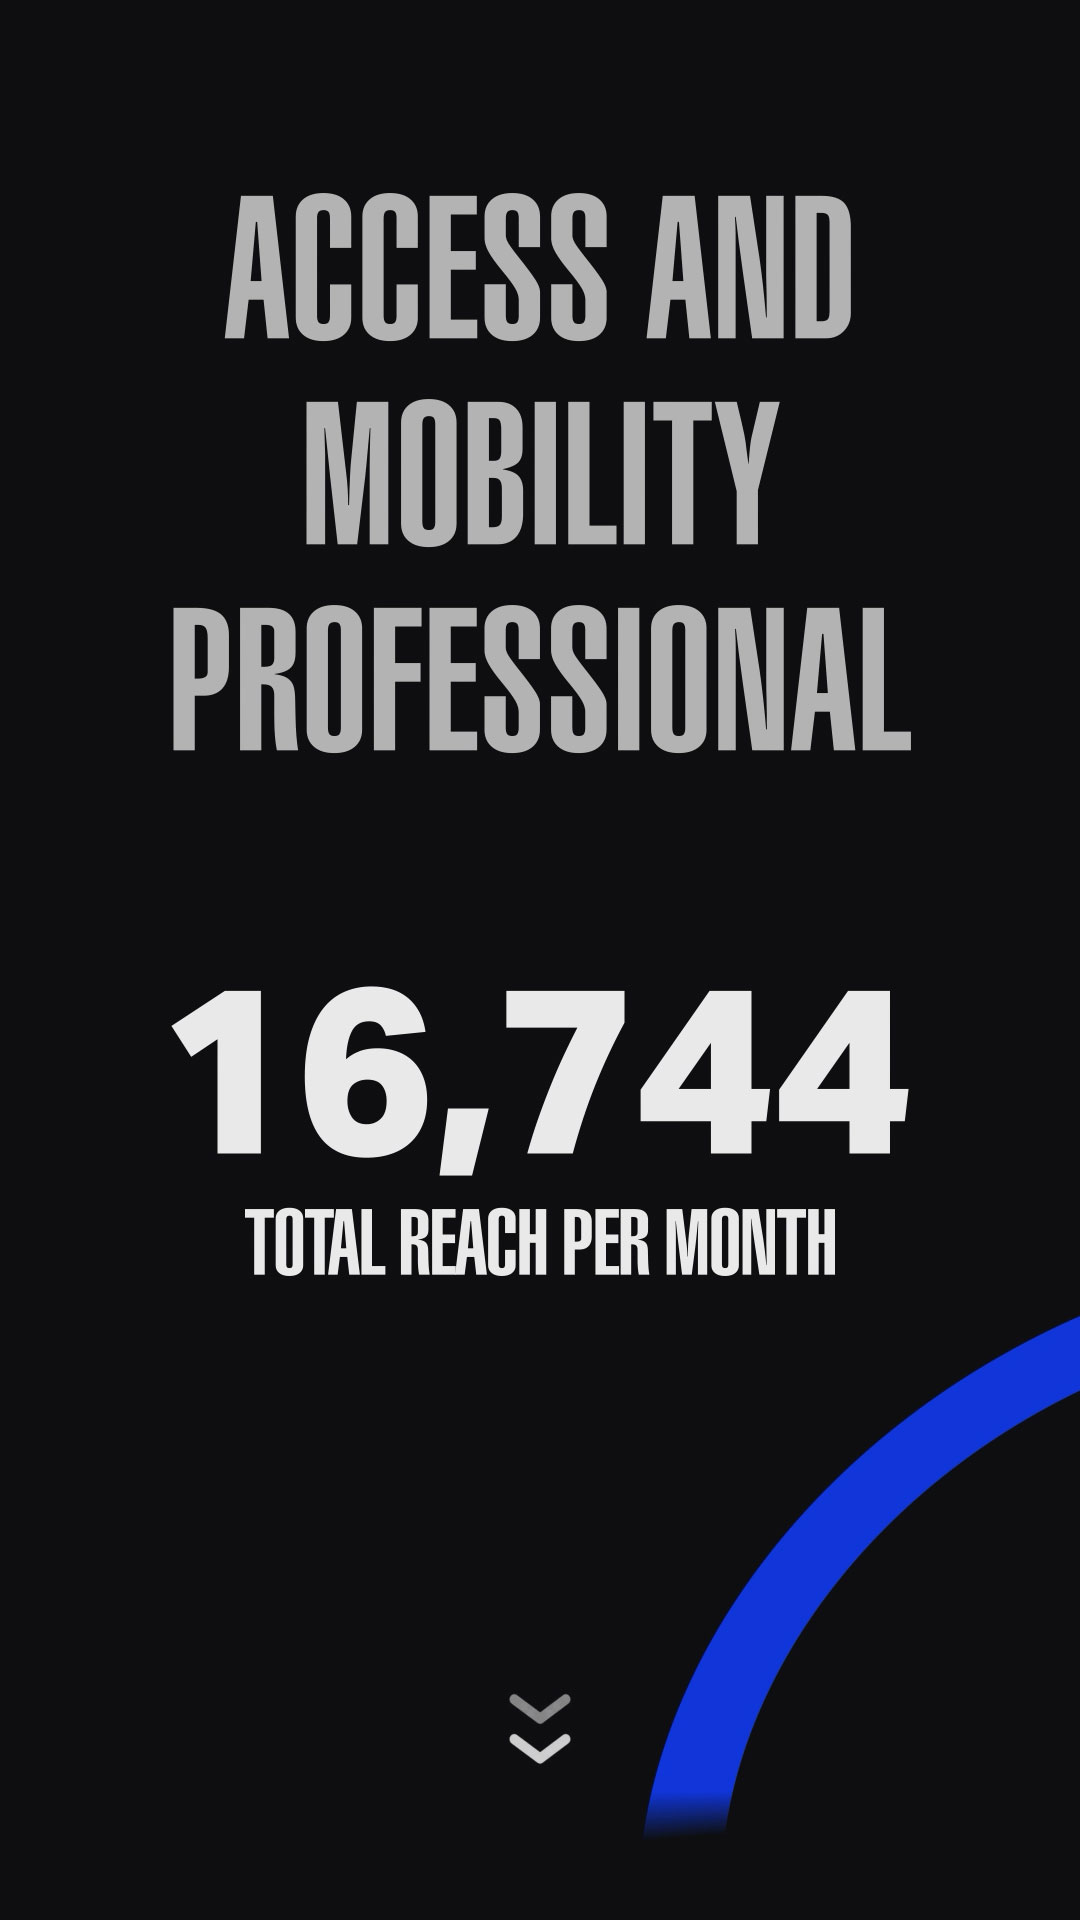 ACCESS AND
MOBILITY
PROFESSIONAL
16,744
TOTAL REACH PER MONTH